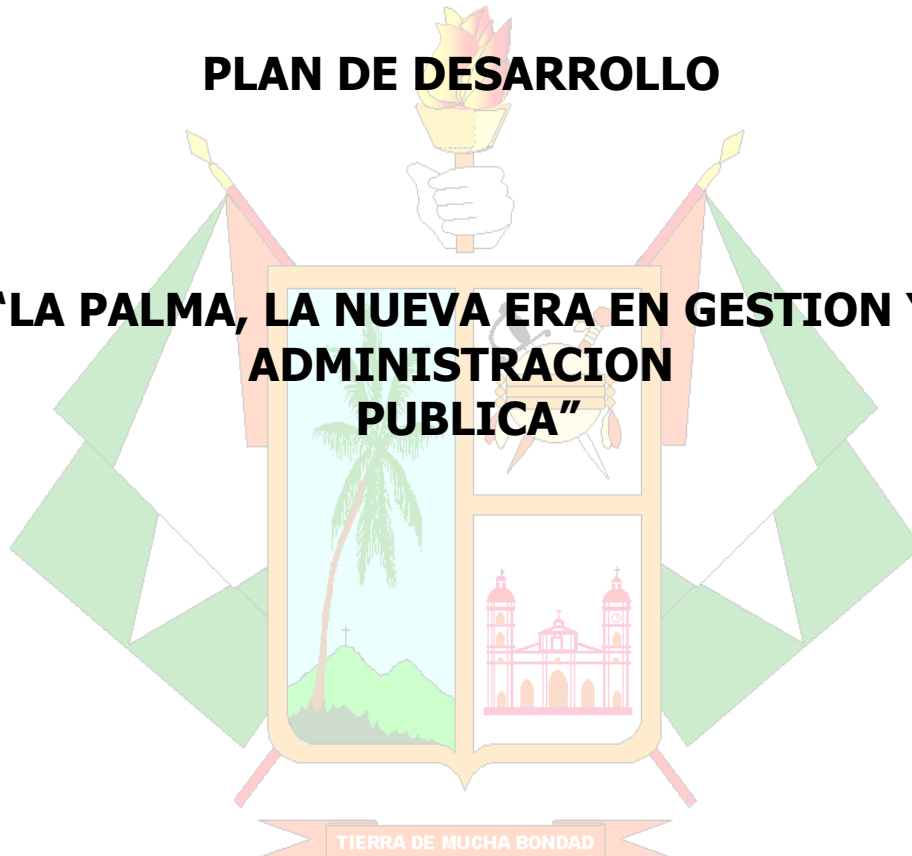 PLAN DE DESARROLLO
“LA PALMA, LA NUEVA ERA EN GESTION Y
ADMINISTRACION
PUBLICA”
TIERRA DE MUCHA BONDAD